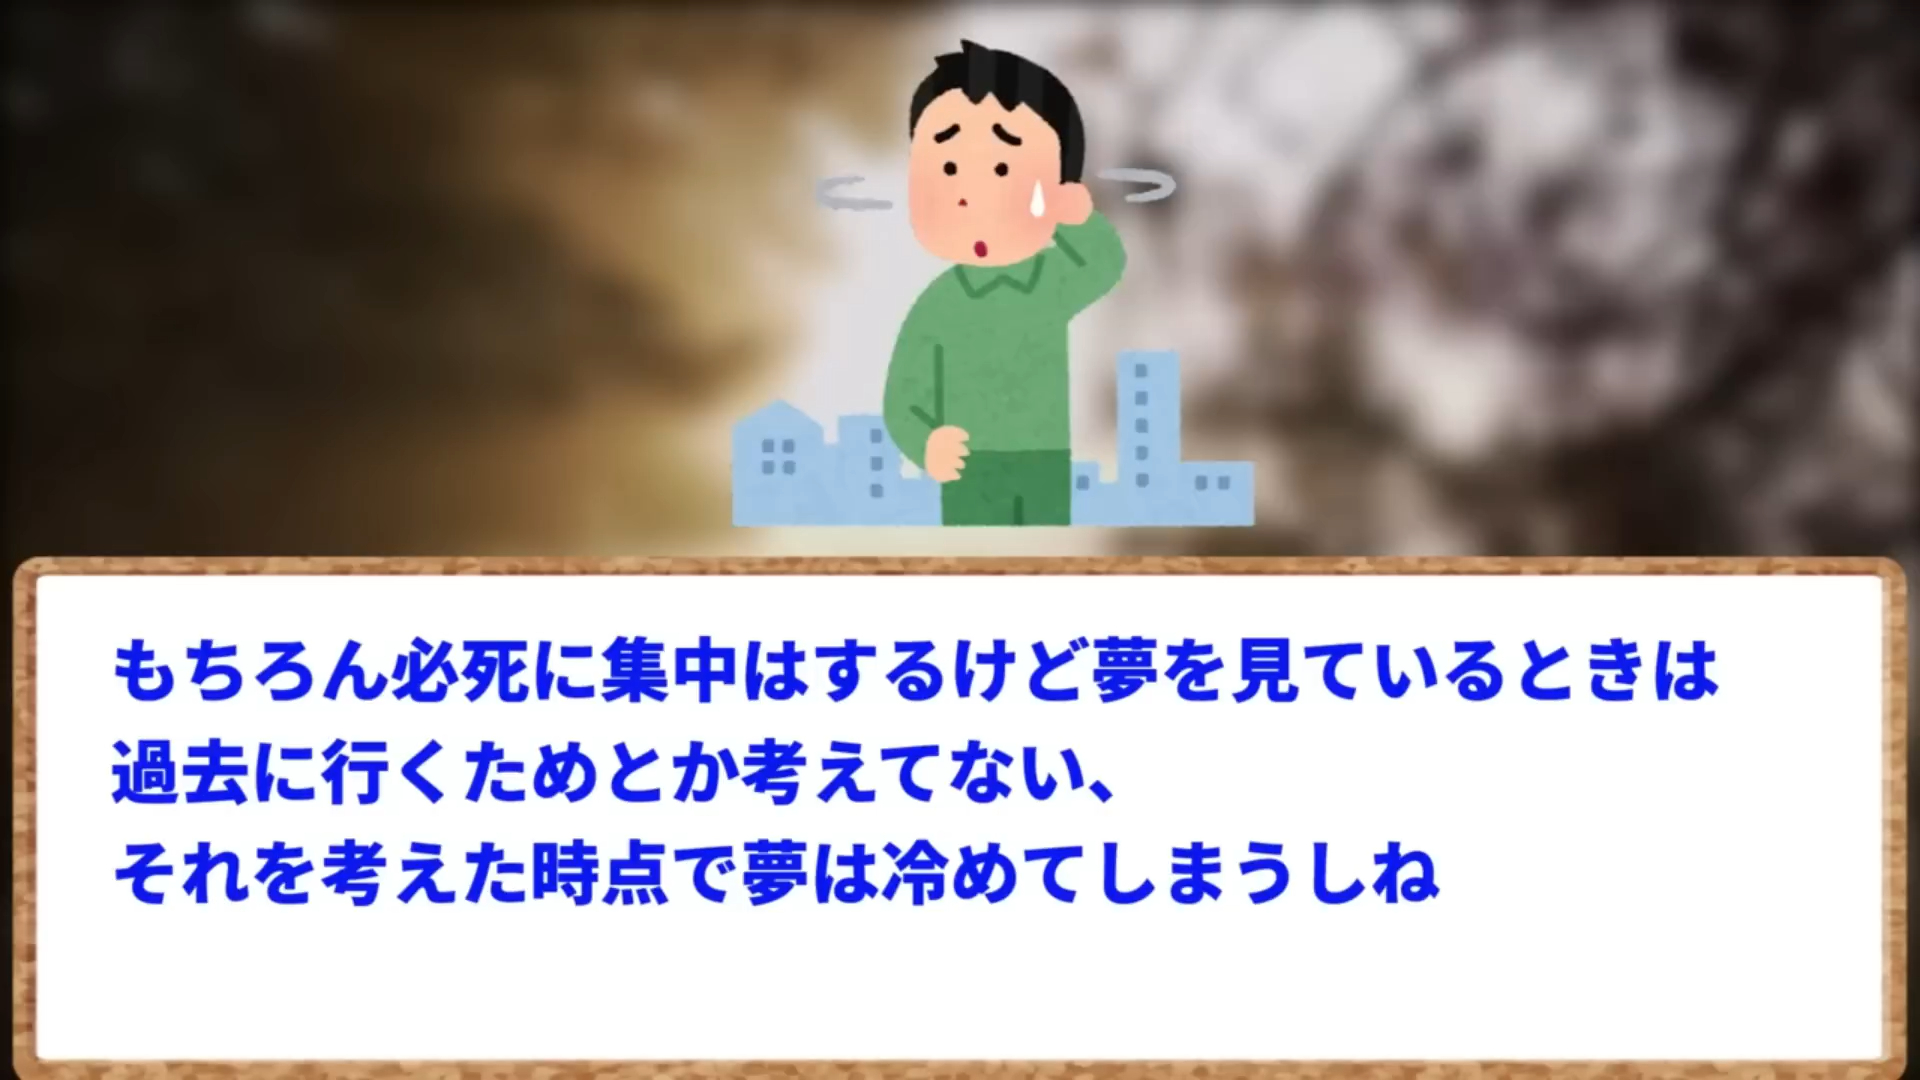 もちろん必死に集中はするけど夢を見ているときは
過去に行くためとか考えてない、
それを考えた時点で夢は冷めてしまうしね